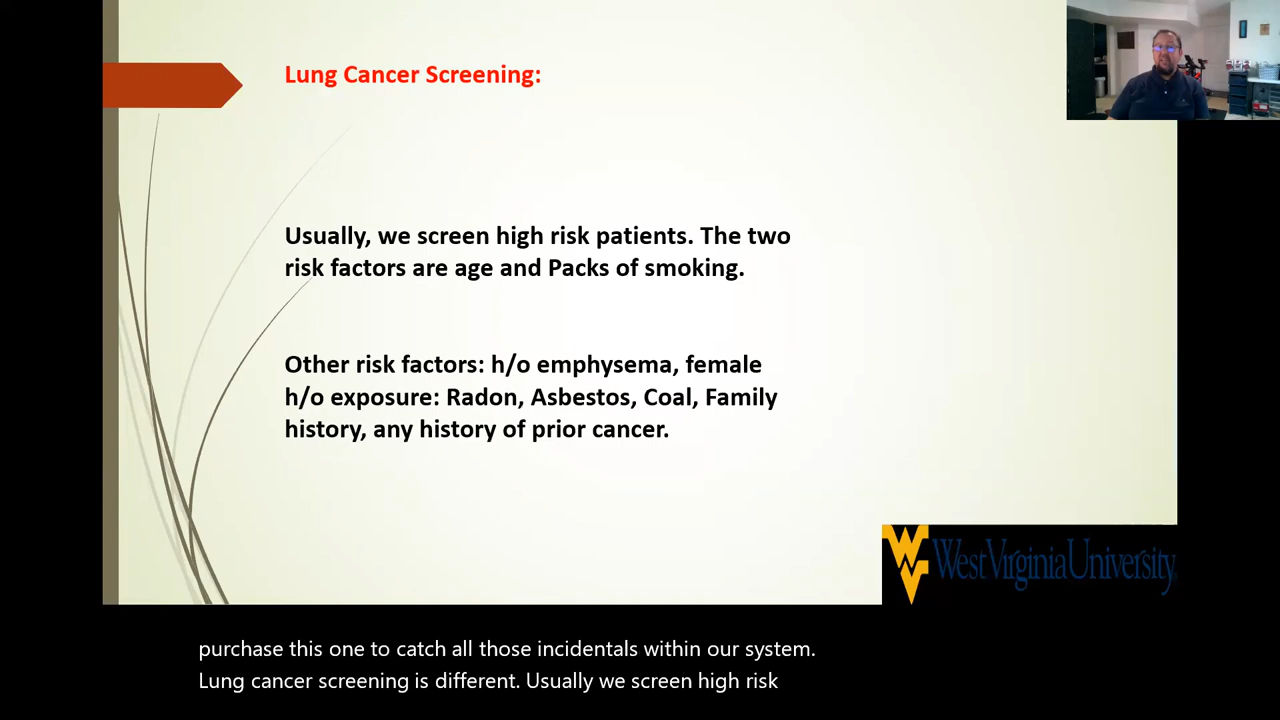 Lung Cancer Screening:
Usually, we screen high risk patients. The two
risk factors are age and Packs of smoking.
Other risk factors: h/o emphysema, female
h/o exposure: Radon, Asbestos, Coal, Family
history, any history of prior cancer.
WestVirginiaUniversity
purchase this one to catch all those incidentals within our system.
Lung cancer screening is different. Usually we screen high risk